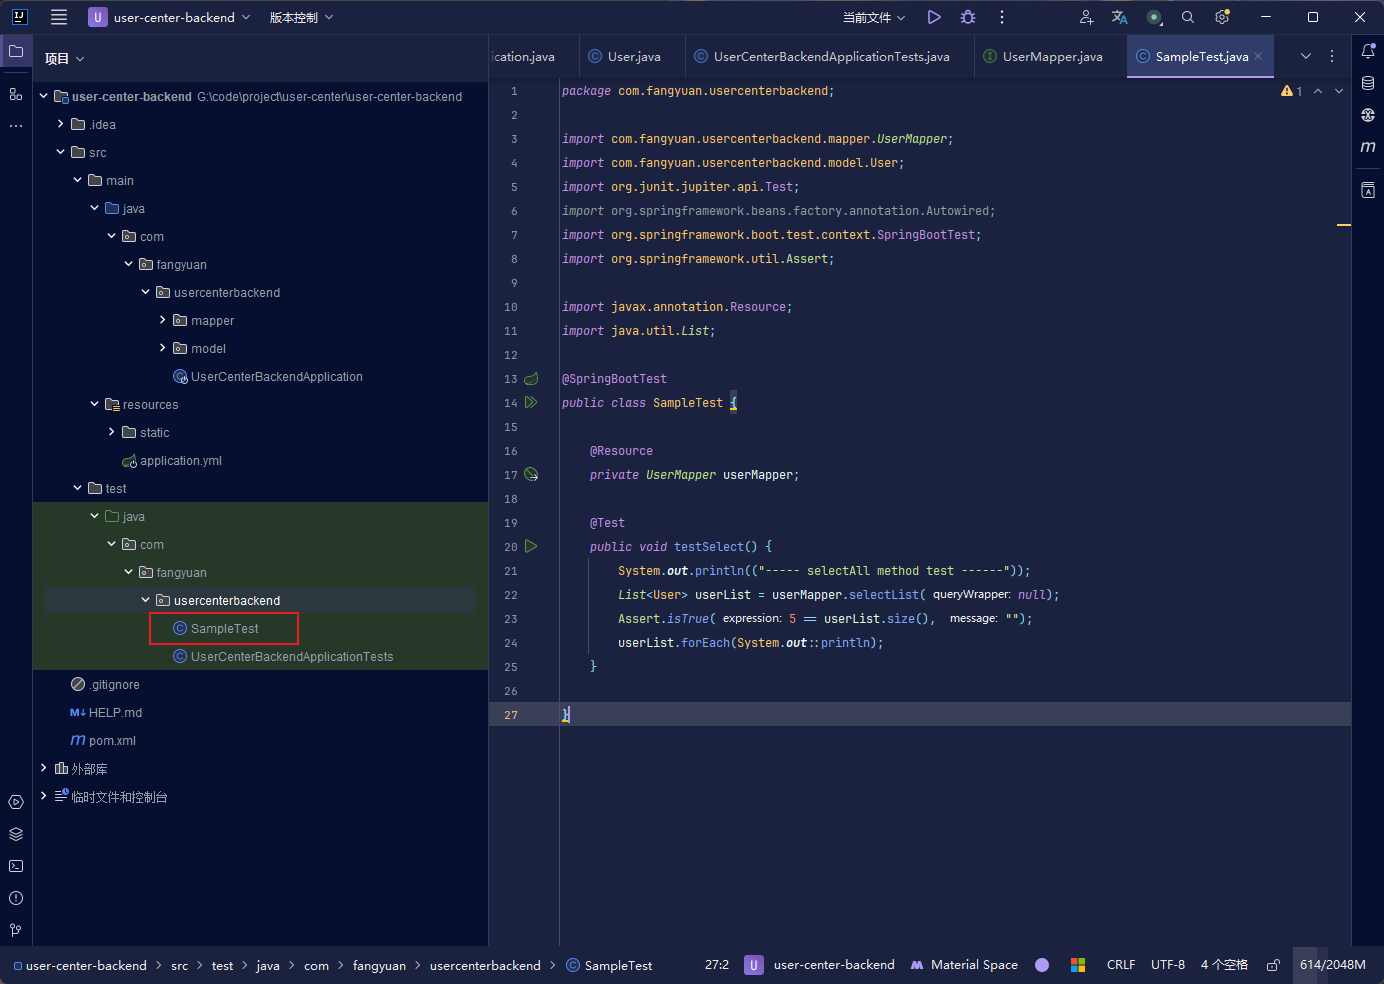 U user-center-backend 版本控制 当前文件
项目
ication.java User.java UserCenterBackendApplicationTests.java UserMapper.java SampleTest.java
user-center-backend G:\code\project\user-center\user-center-backend
.idea
src
main
java
com
fangyuan
usercenterbackend
mapper
model
UserCenterBackendApplication
resources
static
application.yml
test
java
com
fangyuan
usercenterbackend
SampleTest
UserCenterBackendApplicationTests
.gitignore
M↓ HELP.md
m pom.xml
外部库
临时文件和控制台
1 package com.fangyuan.usercenterbackend;
2
3 import com.fangyuan.usercenterbackend.mapper.UserMapper;
4 import com.fangyuan.usercenterbackend.model.User;
5 import org.junit.jupiter.api.Test;
6 import org.springframework.beans.factory.annotation.Autowired;
7 import org.springframework.boot.test.context.SpringBootTest;
8 import org.springframework.util.Assert;
9
10 import javax.annotation.Resource;
11 import java.util.List;
12
13 @SpringBootTest
14 public class SampleTest {
15
16 @Resource
17 private UserMapper userMapper;
18
19 @Test
20 public void testSelect() {
21 System.out.println(("----- selectAll method test ------"));
22 List<User> userList = userMapper.selectList( queryWrapper: null);
23 Assert.isTrue( expression: 5 == userList.size(), message: "");
24 userList.forEach(System.out::println);
25 }
26
27 }
1
m
user-center-backend > src > test > java > com > fangyuan > usercenterbackend > SampleTest 27:2 U user-center-backend Material Space CRLF UTF-8 4 个空格 614/2048M